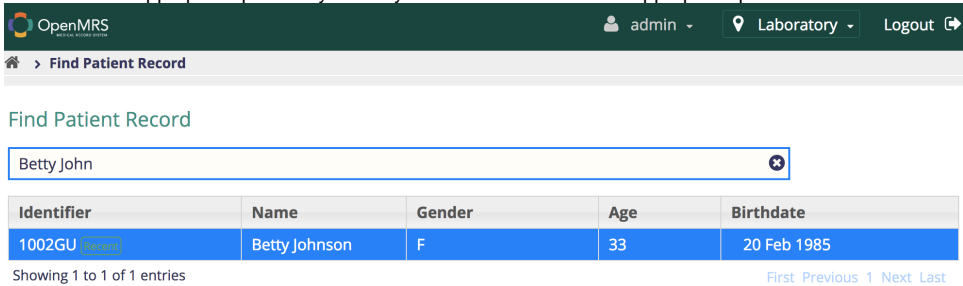 OpenMRS
MEDICAL RECORD SYSTEM
admin
Laboratory
Logout
> Find Patient Record
Find Patient Record
Betty John
Identifier Name Gender Age Birthdate
1002GU Recent Betty Johnson F 33 20 Feb 1985
Showing 1 to 1 of 1 entries
First Previous 1 Next Last